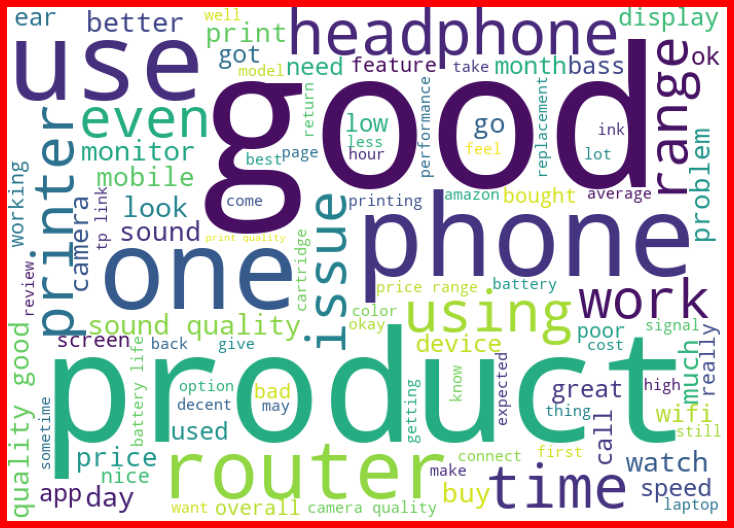 ear
better
well
print
headphone
display
use
got
model
need
feature
take
month
bass
ok
even
good
range
return
low
less
hour
performance
go
feel
replacement
ink
lot
problem
printer
monitor
best
page
mobile
working
camera
tp link
look
sound
come
printing
amazon
bought
average
print quality
one
issue
cartridge
phone
review
price range
battery
work
sound quality
color
okay
using
screen
back
give
device
poor
cost
signal
much
really
quality good
product
battery life
option
decent
bad
may
getting
know
expected
great
thing
high
sometime
used
call
wifi
still
price
nice
router
first
connect
make
time
watch
speed
app
day
want
overall
camera quality
buy
laptop